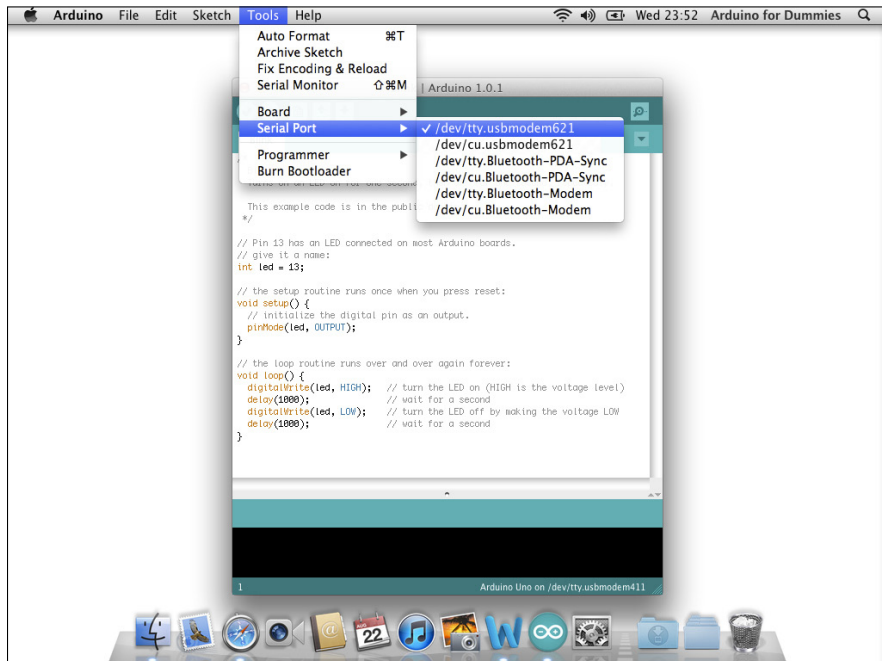 Arduino File Edit Sketch Tools Help Wed 23:52 Arduino for Dummies
Auto Format ⌘T
Archive Sketch
Fix Encoding & Reload
Serial Monitor ⇧⌘M
| Arduino 1.0.1
Board
Serial Port
Programmer
Burn Bootloader
✓ /dev/tty.usbmodem621
/dev/cu.usbmodem621
/dev/tty.Bluetooth-PDA-Sync
/dev/cu.Bluetooth-PDA-Sync
/dev/tty.Bluetooth-Modem
/dev/cu.Bluetooth-Modem
This example code is in the publi
*/
// Pin 13 has an LED connected on most Arduino boards.
// give it a name:
int led = 13;
// the setup routine runs once when you press reset:
void setup() {
// initialize the digital pin as an output.
pinMode(led, OUTPUT);
}
// the loop routine runs over and over again forever:
void loop() {
digitalWrite(led, HIGH); // turn the LED on (HIGH is the voltage level)
delay(1000); // wait for a second
digitalWrite(led, LOW); // turn the LED off by making the voltage LOW
delay(1000); // wait for a second
}
1 Arduino Uno on /dev/tty.usbmodem411
22